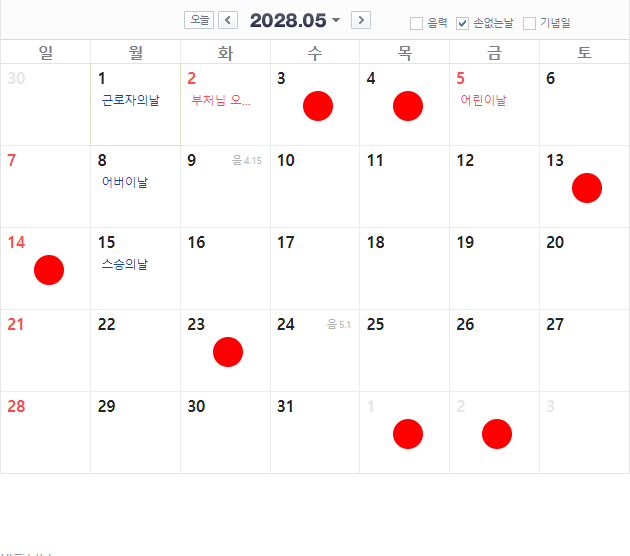 오늘 2028.05 음력 손없는날 기념일
일 월 화 수 목 금 토
30 1 2 3 4 5 6
근로자의날 부처님 오... 어린이날
7 8 9 음 4.15 10 11 12 13
어버이날
14 15 16 17 18 19 20
스승의날
21 22 23 24 음 5.1 25 26 27
28 29 30 31 1 2 3